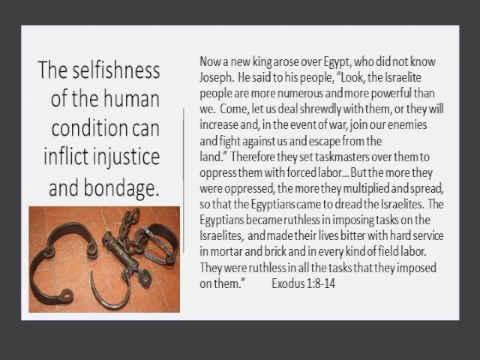 The selfishness
of the human
condition can
inflict injustice
and bondage.
Now a new king arose over Egypt, who did not know
Joseph.  He said to his people, “Look, the Israelite
people are more numerous and more powerful than
we.  Come, let us deal shrewdly with them, or they will
increase and, in the event of war, join our enemies
and fight against us and escape from the
land.”  Therefore they set taskmasters over them to
oppress them with forced labor… But the more they
were oppressed, the more they multiplied and spread,
so that the Egyptians came to dread the Israelites.  The
Egyptians became ruthless in imposing tasks on the
Israelites,  and made their lives bitter with hard service
in mortar and brick and in every kind of field labor.
They were ruthless in all the tasks that they imposed
on them.”        Exodus 1:8-14